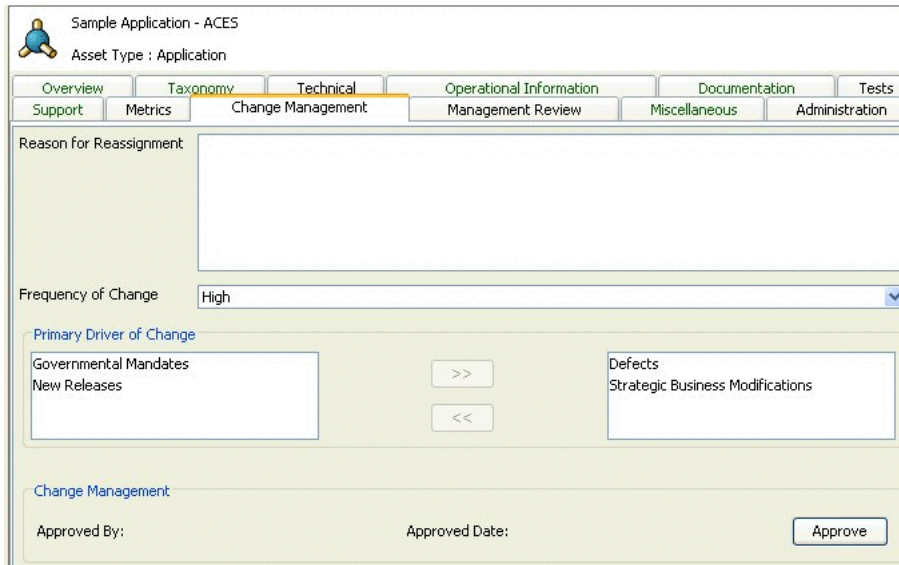 Sample Application - ACES
Asset Type : Application
Overview Taxonomy Technical Operational Information Documentation Tests
Support Metrics Change Management Management Review Miscellaneous Administration
Reason for Reassignment
Frequency of Change High
Primary Driver of Change
Governmental Mandates >> Defects
New Releases Strategic Business Modifications
<<
Change Management
Approved By: Approved Date: Approve